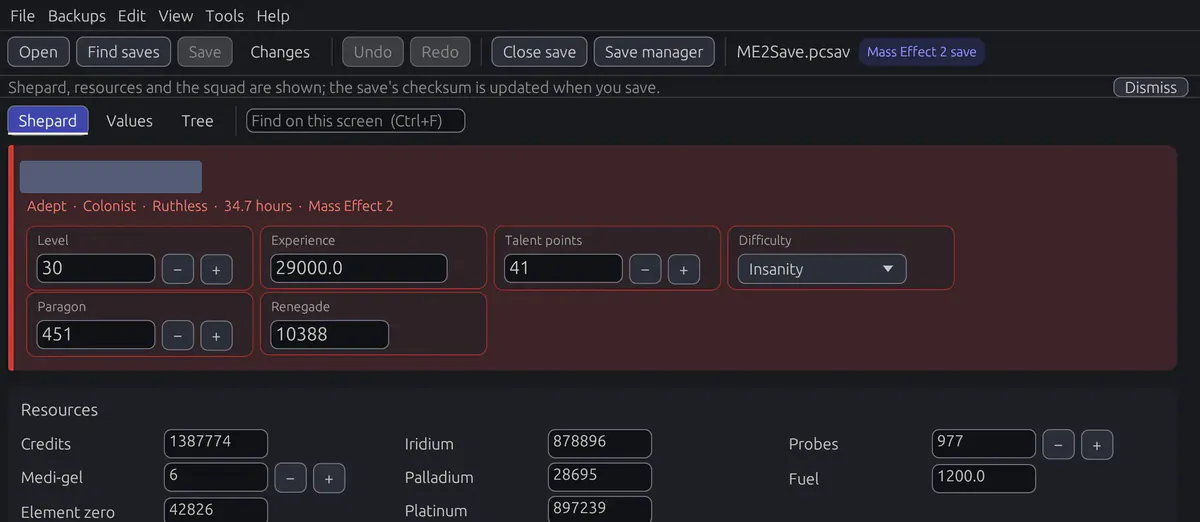 File Backups Edit View Tools Help
Open Find saves Save Changes Undo Redo Close save Save manager ME2Save.pcsav Mass Effect 2 save
Shepard, resources and the squad are shown; the save's checksum is updated when you save. Dismiss
Shepard Values Tree Find on this screen (Ctrl+F)
Adept · Colonist · Ruthless · 34.7 hours · Mass Effect 2
Level Experience Talent points Difficulty
30 − + 29000.0 41 − + Insanity
Paragon Renegade
451 − + 10388
Resources
Credits 1387774 Iridium 878896 Probes 977 − +
Medi-gel 6 − + Palladium 28695 Fuel 1200.0
Element zero 42826 Platinum 897239